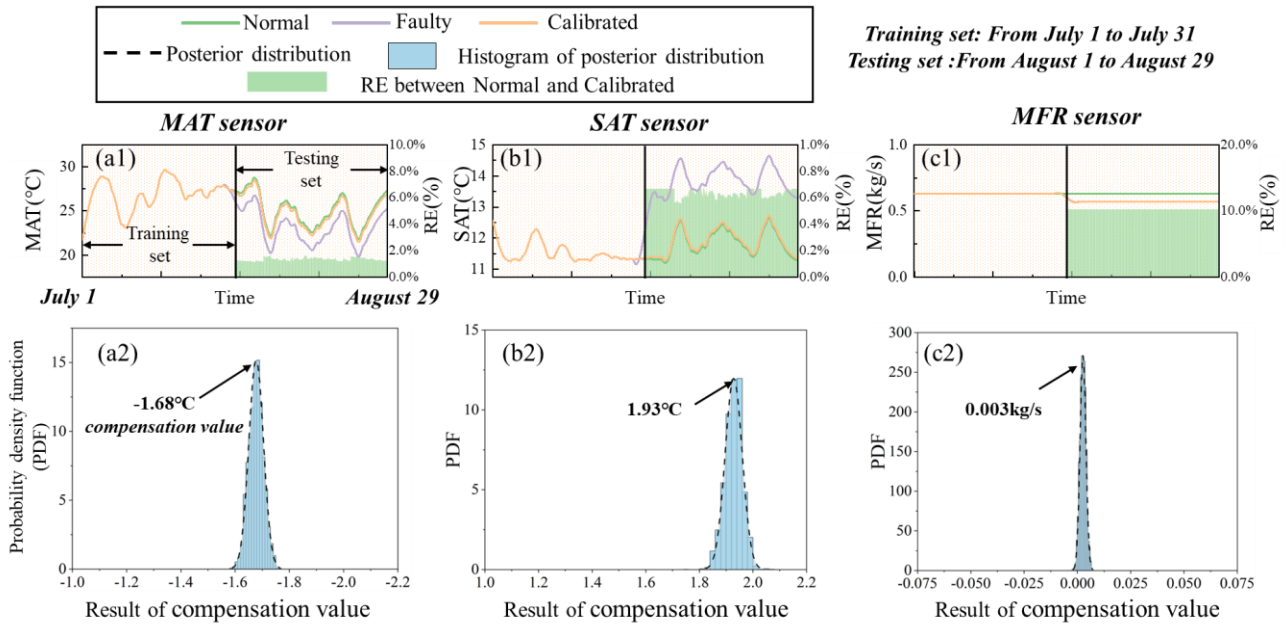 Normal Faulty Calibrated
Posterior distribution Histogram of posterior distribution
RE between Normal and Calibrated
Training set: From July 1 to July 31
Testing set :From August 1 to August 29
MAT sensor
SAT sensor
MFR sensor
(a1)
Testing
set
Training
set
MAT(°C)
30.0
27.5
25
20
RE(%)
10.0%
8.0%
6.0%
4.0%
2.0%
0.0%
July 1
Time
August 29
(b1)
SAT(°C)
15
14.5
13.5
12
11
RE(%)
1.0%
0.8%
0.6%
0.4%
0.2%
0.0%
Time
(c1)
MFR(kg/s)
1.0
0.5
0.0
RE(%)
20.0%
10.0%
0.0%
Time
(a2)
-1.68°C
compensation value
Probability density function
(PDF)
15
10
5
0
-1.0 -1.2 -1.4 -1.6 -1.8 -2.0 -2.2
Result of compensation value
(b2)
1.93°C
PDF
15
10
5
0
1.0 1.2 1.4 1.6 1.8 2.0 2.2
Result of compensation value
(c2)
0.003kg/s
PDF
300
250
200
150
100
50
0
-0.075 -0.050 -0.025 0.000 0.025 0.050 0.075
Result of compensation value